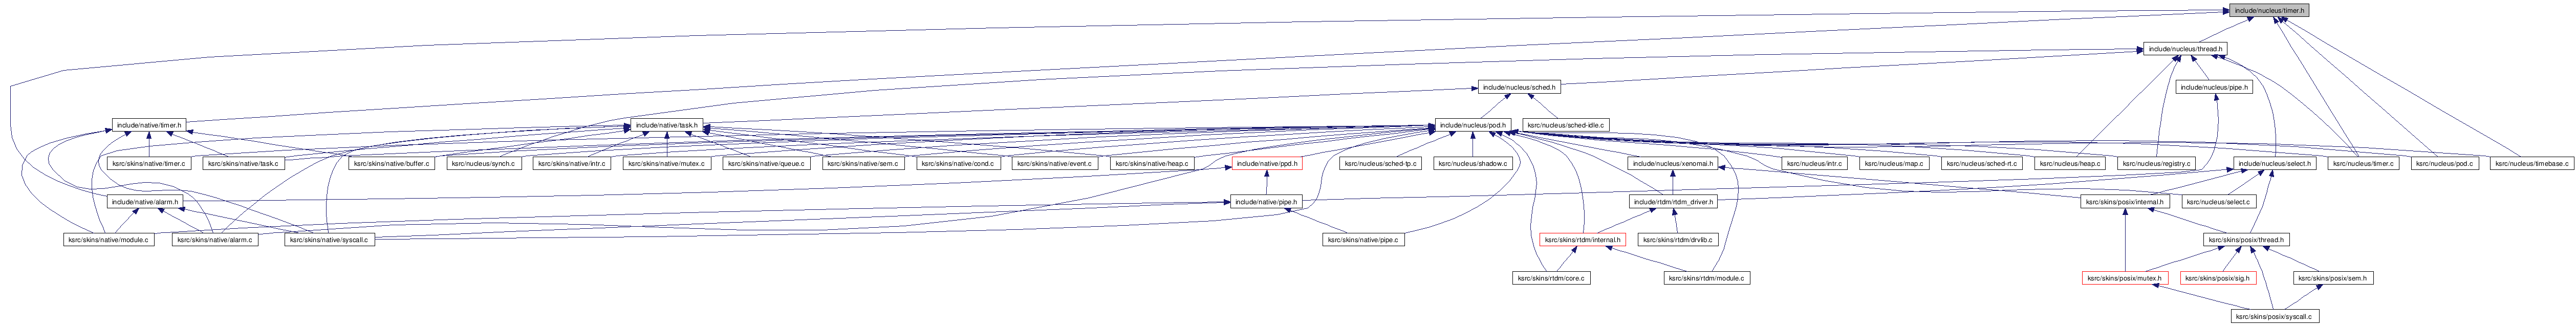 include/nucleus/timer.h
include/nucleus/thread.h
include/nucleus/sched.h
include/nucleus/pipe.h
include/native/timer.h
include/native/task.h
include/nucleus/pod.h
ksrc/nucleus/sched-idle.c
ksrc/skins/native/timer.c
ksrc/skins/native/task.c
ksrc/skins/native/buffer.c
ksrc/nucleus/synch.c
ksrc/skins/native/intr.c
ksrc/skins/native/mutex.c
ksrc/skins/native/queue.c
ksrc/skins/native/sem.c
ksrc/skins/native/cond.c
ksrc/skins/native/event.c
ksrc/skins/native/heap.c
include/native/ppd.h
ksrc/nucleus/sched-tp.c
ksrc/nucleus/shadow.c
include/nucleus/xenomai.h
ksrc/nucleus/intr.c
ksrc/nucleus/map.c
ksrc/nucleus/sched-rt.c
ksrc/nucleus/heap.c
ksrc/nucleus/registry.c
include/nucleus/select.h
ksrc/nucleus/timer.c
ksrc/nucleus/pod.c
ksrc/nucleus/timebase.c
include/native/alarm.h
include/native/pipe.h
include/rtdm/rtdm_driver.h
ksrc/skins/posix/internal.h
ksrc/nucleus/select.c
ksrc/skins/native/module.c
ksrc/skins/native/alarm.c
ksrc/skins/native/syscall.c
ksrc/skins/native/pipe.c
ksrc/skins/rtdm/internal.h
ksrc/skins/rtdm/drvlib.c
ksrc/skins/posix/thread.h
ksrc/skins/rtdm/core.c
ksrc/skins/rtdm/module.c
ksrc/skins/posix/mutex.h
ksrc/skins/posix/sig.h
ksrc/skins/posix/sem.h
ksrc/skins/posix/syscall.c